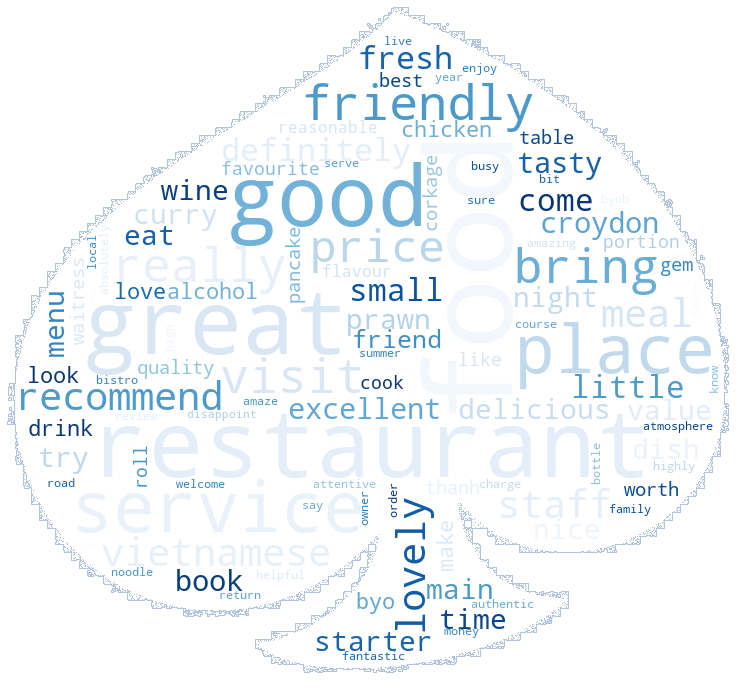 live
fresh
enjoy
best
year
friendly
reasonable
chicken
table
definitely
favourite
serve
busy
tasty
bit
wine
good
corkage
sure
come
byob
curry
food
croydon
eat
price
amazing
portion
local
absolutely
waitress
really
pancake
flavour
bring
gem
love
alcohol
small
night
meal
menu
great
prawn
friend
course
place
summer
like
quality
visit
look
bistro
cook
little
know
recommend
amaze
excellent
delicious
value
review
disappoint
drink
restaurant
atmosphere
try
roll
dish
bottle
highly
road
welcome
attentive
thanh
charge
worth
service
say
owner
order
staff
family
vietnamese
lovely
make
nice
noodle
book
helpful
return
byo
main
authentic
time
starter
money
fantastic